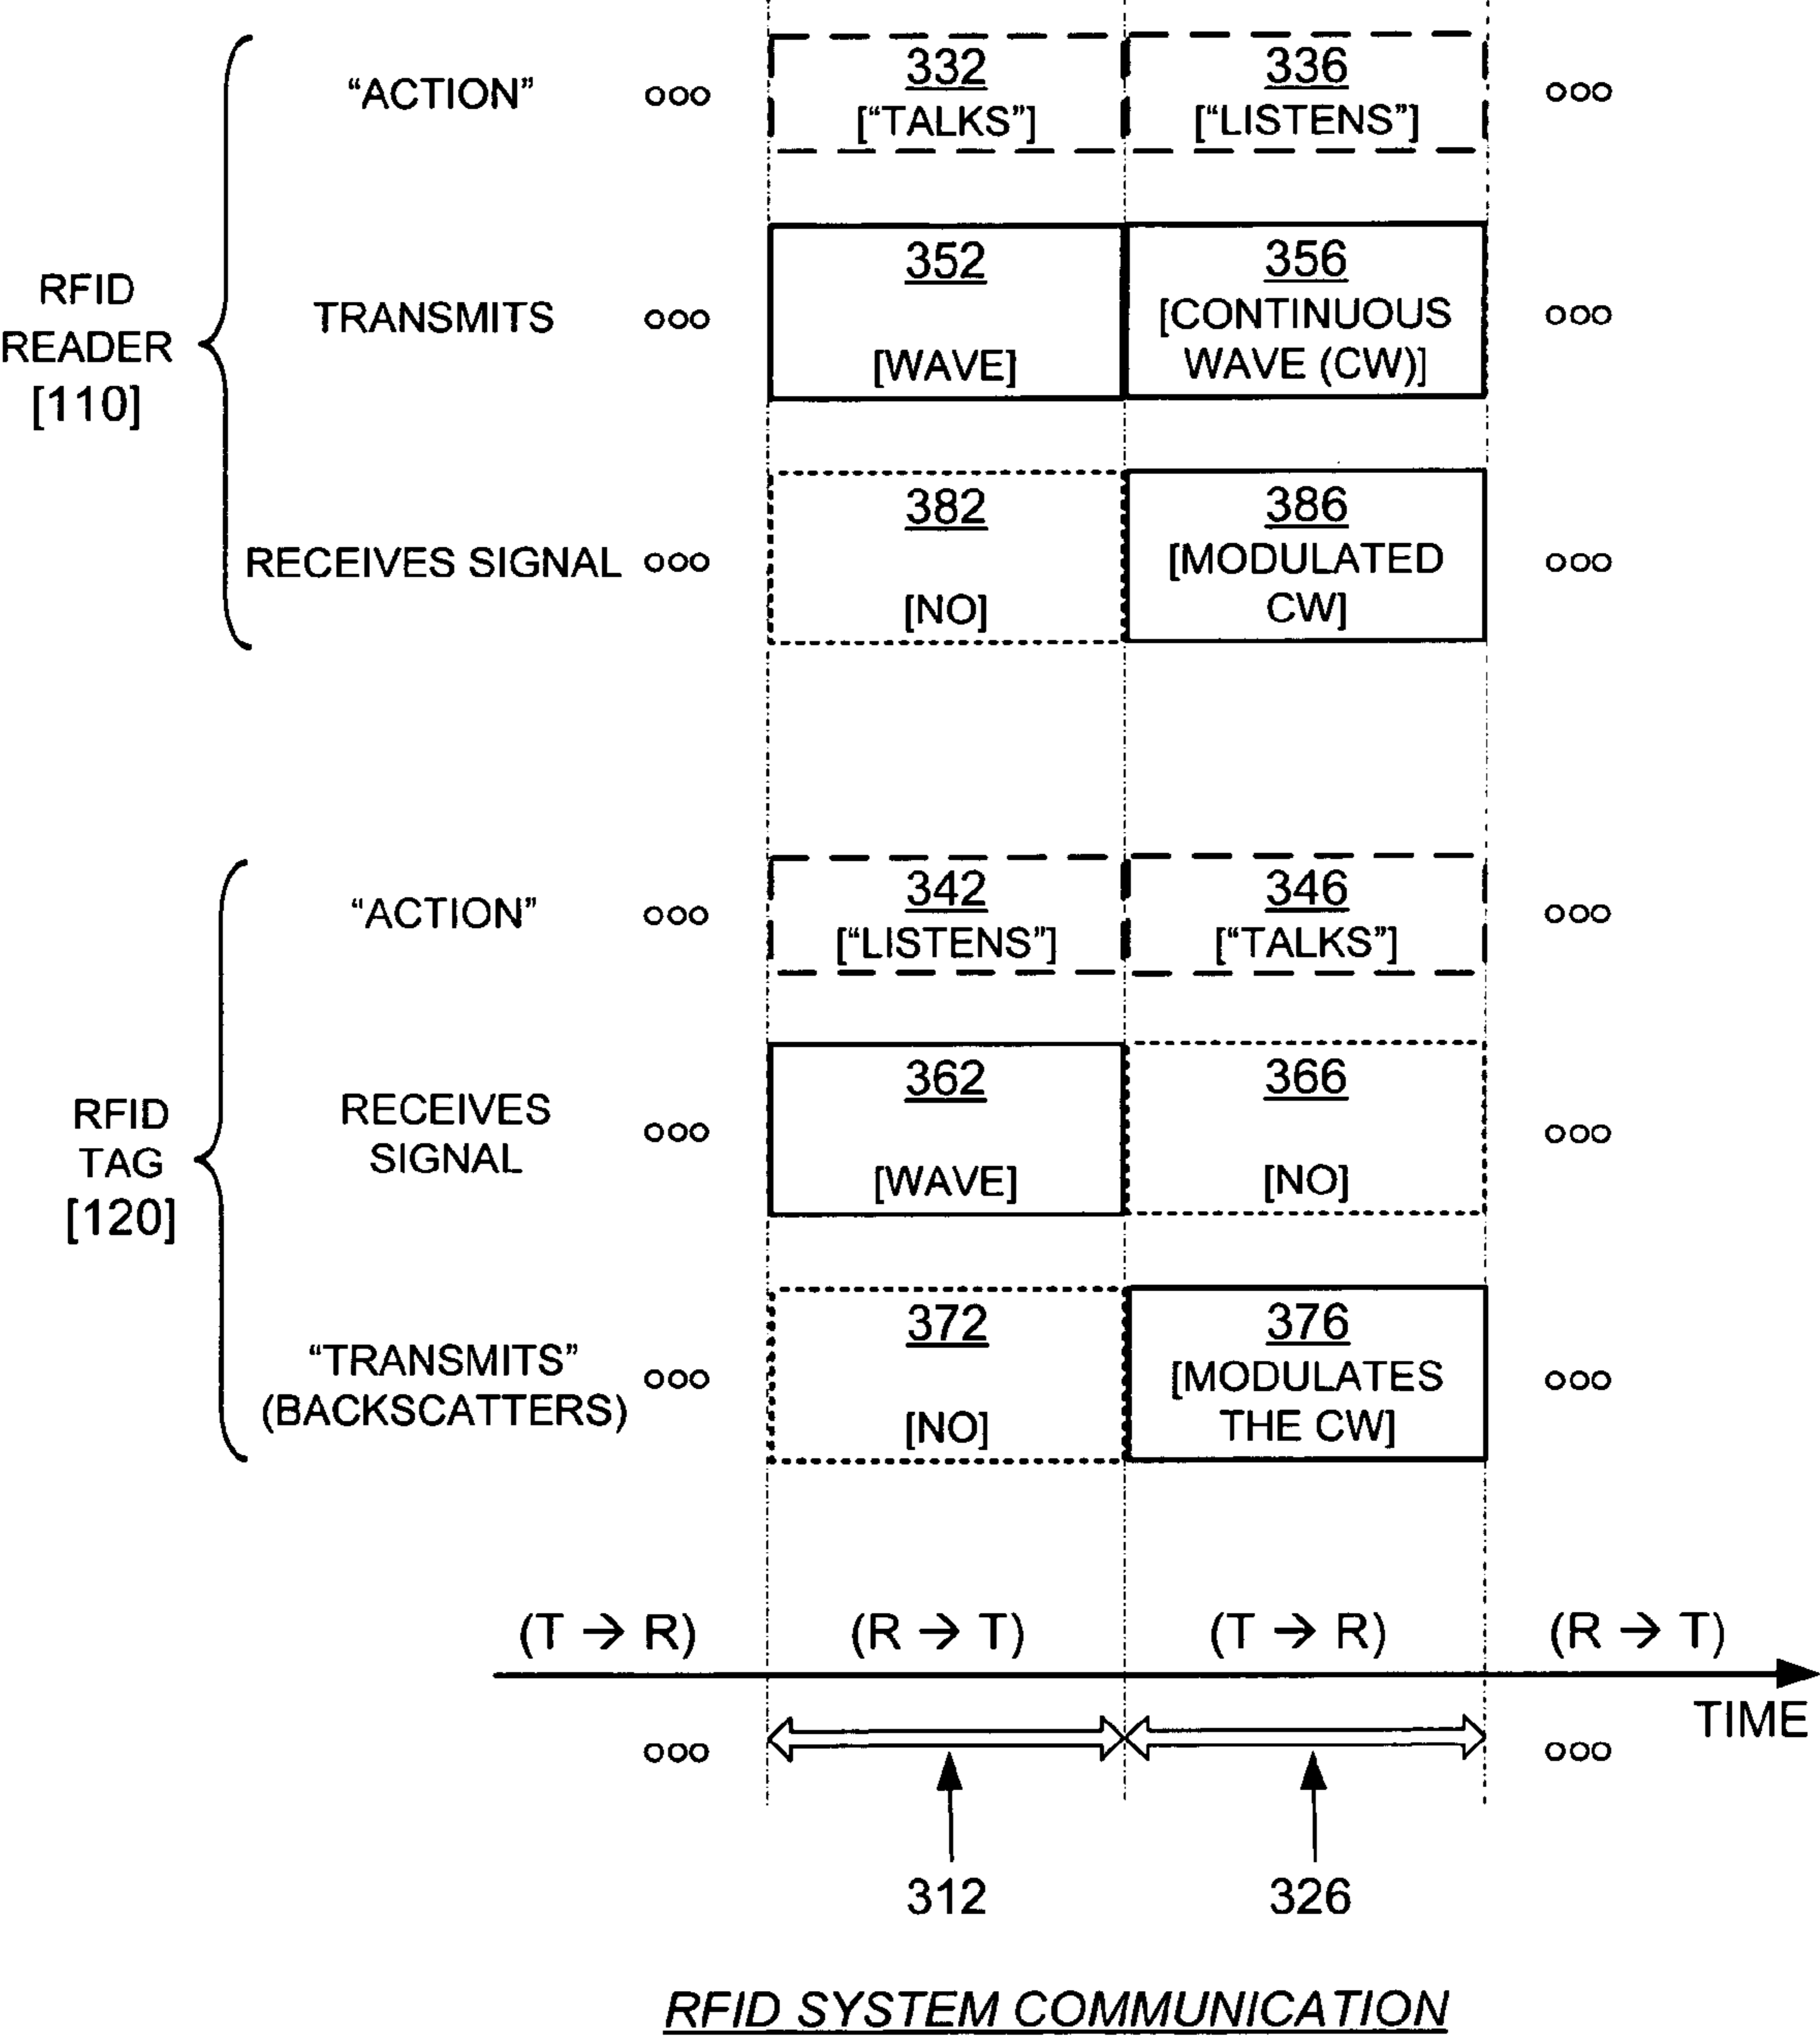 332
336
“ACTION” ooo ooo
[“TALKS”]
[“LISTENS”]
352
356
RFID
READER
[110]
TRANSMITS ooo ooo
[WAVE]
[CONTINUOUS
WAVE (CW)]
382
386
RECEIVES SIGNAL ooo ooo
[NO]
[MODULATED
CW]
342
346
“ACTION” ooo ooo
[“LISTENS”]
[“TALKS”]
362
366
RFID
TAG
[120]
RECEIVES
SIGNAL
ooo ooo
[WAVE]
[NO]
372
376
“TRANSMITS”
(BACKSCATTERS)
ooo ooo
[NO]
[MODULATES
THE CW]
(T → R) (R → T) (T → R) (R → T)
TIME
ooo ooo
312 326
RFID SYSTEM COMMUNICATION